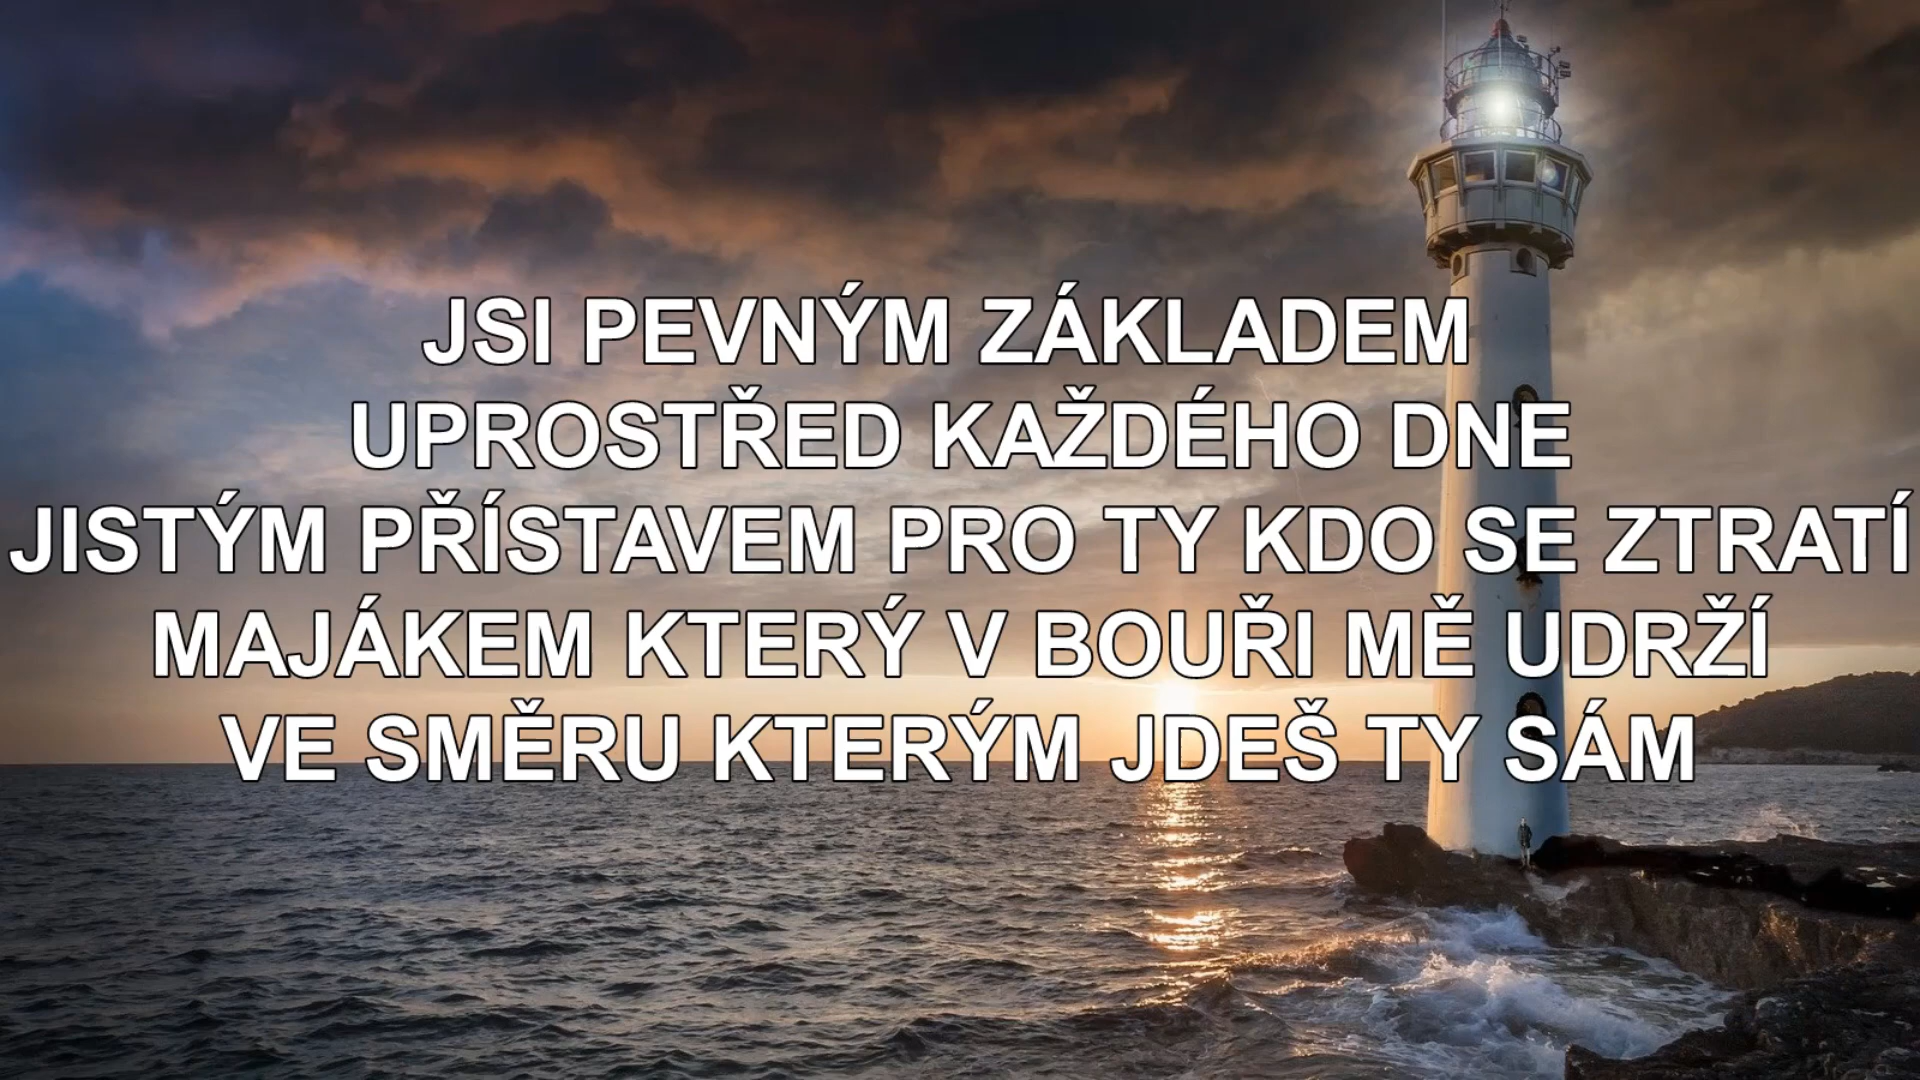 JSI PEVNÝM ZÁKLADEM
UPROSTŘED KAŽDÉHO DNE
JISTÝM PŘÍSTAVEM PRO TY KDO SE ZTRATÍ
MAJÁKEM KTERÝ V BOUŘI MĚ UDRŽÍ
VE SMĚRU KTERÝM JDEŠ TY SÁM